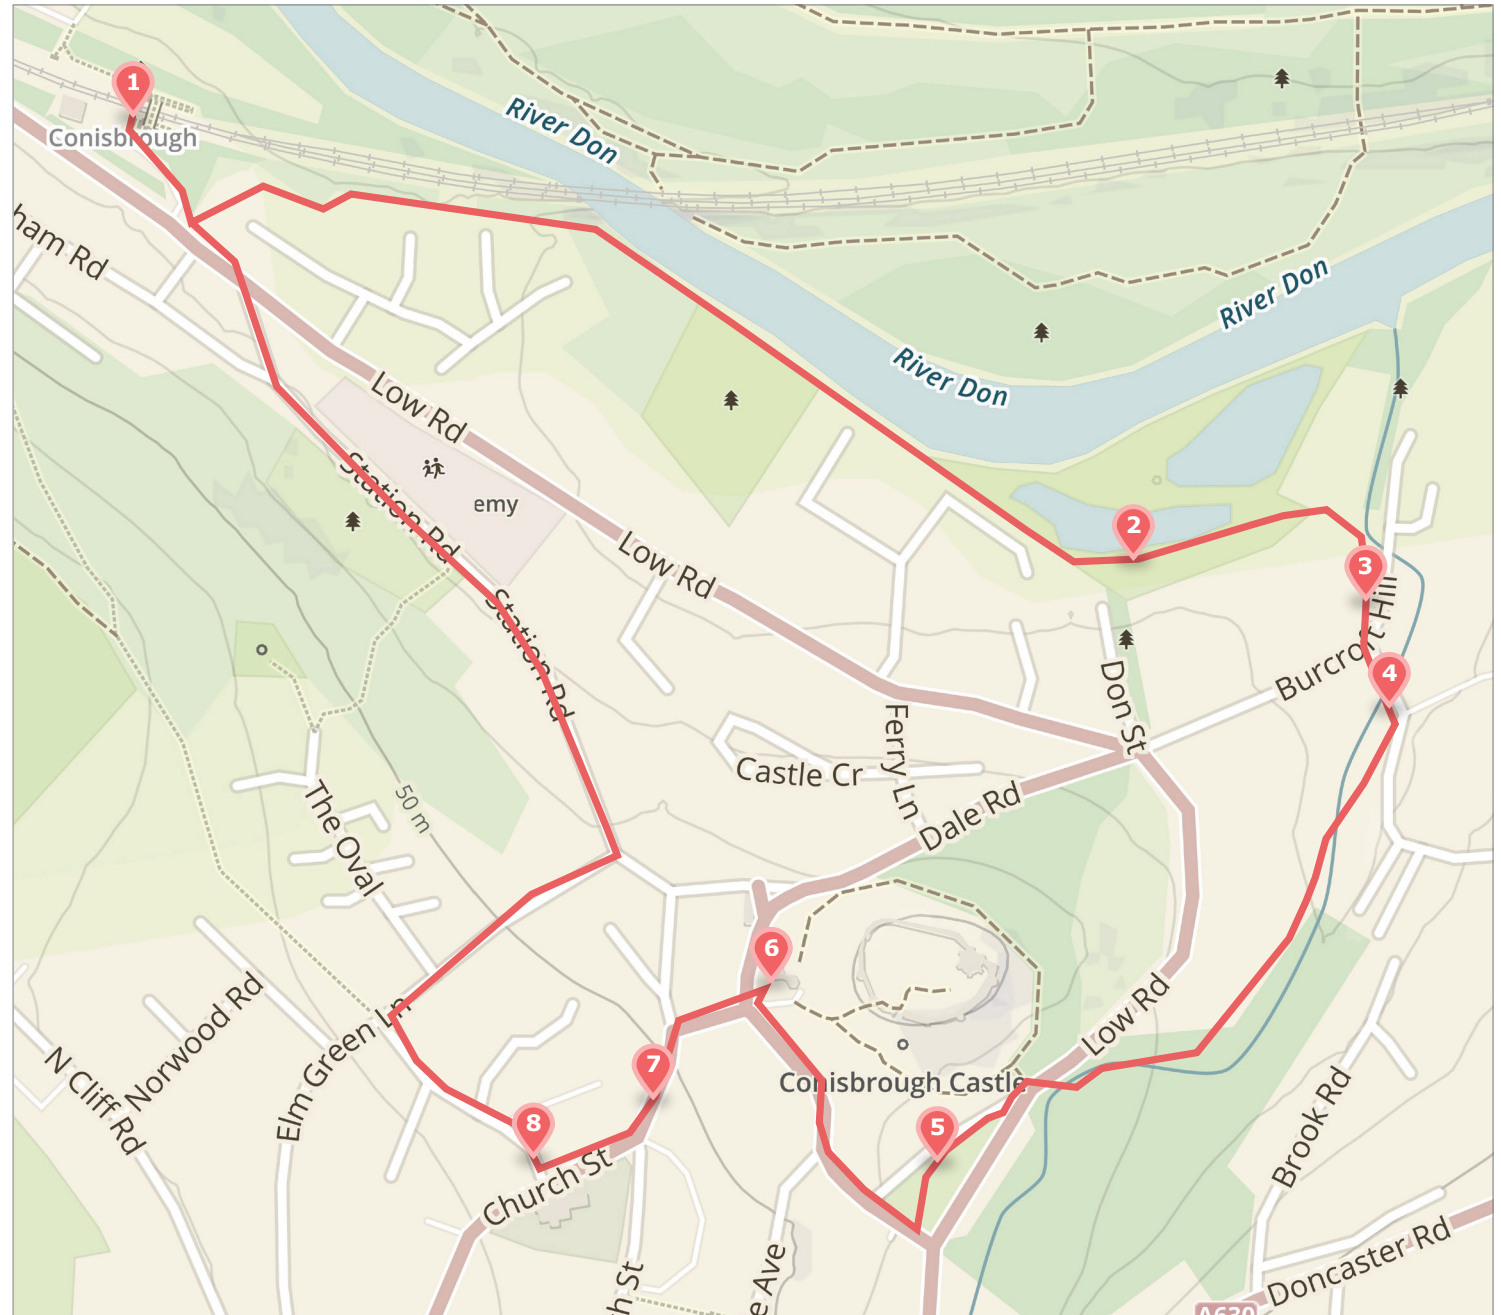 1
Conisbrough
River Don
ham Rd
River Don
River Don
Low Rd
emy
Station Rd
Low Rd
2
3
Burcroft Hill
4
Station Rd
Don St
Ferry Ln
Castle Cr
Dale Rd
50 m
The Oval
6
Low Rd
Norwood Rd
Elm Green Ln
N Cliff Rd
7
Conisbrough Castle
8
5
Church St
Brook Rd
h St
e Ave
Doncaster Rd
A630